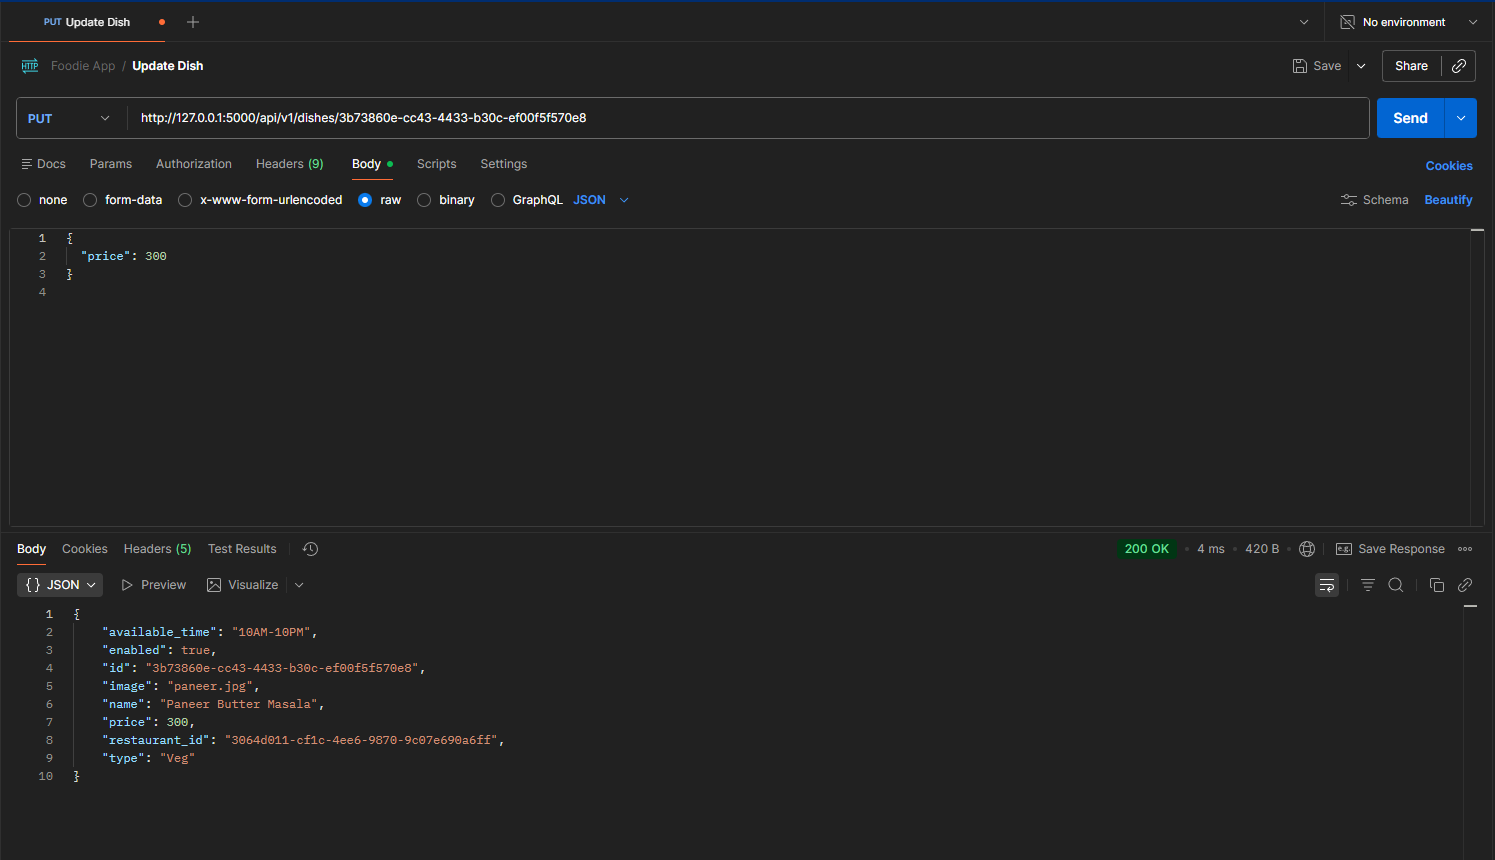 PUT Update Dish
No environment
HTTP Foodie App / Update Dish
Save
Share
PUT
http://127.0.0.1:5000/api/v1/dishes/3b73860e-cc43-4433-b30c-ef00f5f570e8
Send
Docs Params Authorization Headers (9) Body Scripts Settings
Cookies
none form-data x-www-form-urlencoded raw binary GraphQL JSON
Schema Beautify
1 {
2 "price": 300
3 }
4
Body Cookies Headers (5) Test Results
200 OK • 4 ms • 420 B • e.g. Save Response
{} JSON Preview Visualize
1 {
2 "available_time": "10AM-10PM",
3 "enabled": true,
4 "id": "3b73860e-cc43-4433-b30c-ef00f5f570e8",
5 "image": "paneer.jpg",
6 "name": "Paneer Butter Masala",
7 "price": 300,
8 "restaurant_id": "3064d011-cf1c-4ee6-9870-9c07e690a6ff",
9 "type": "Veg"
10 }